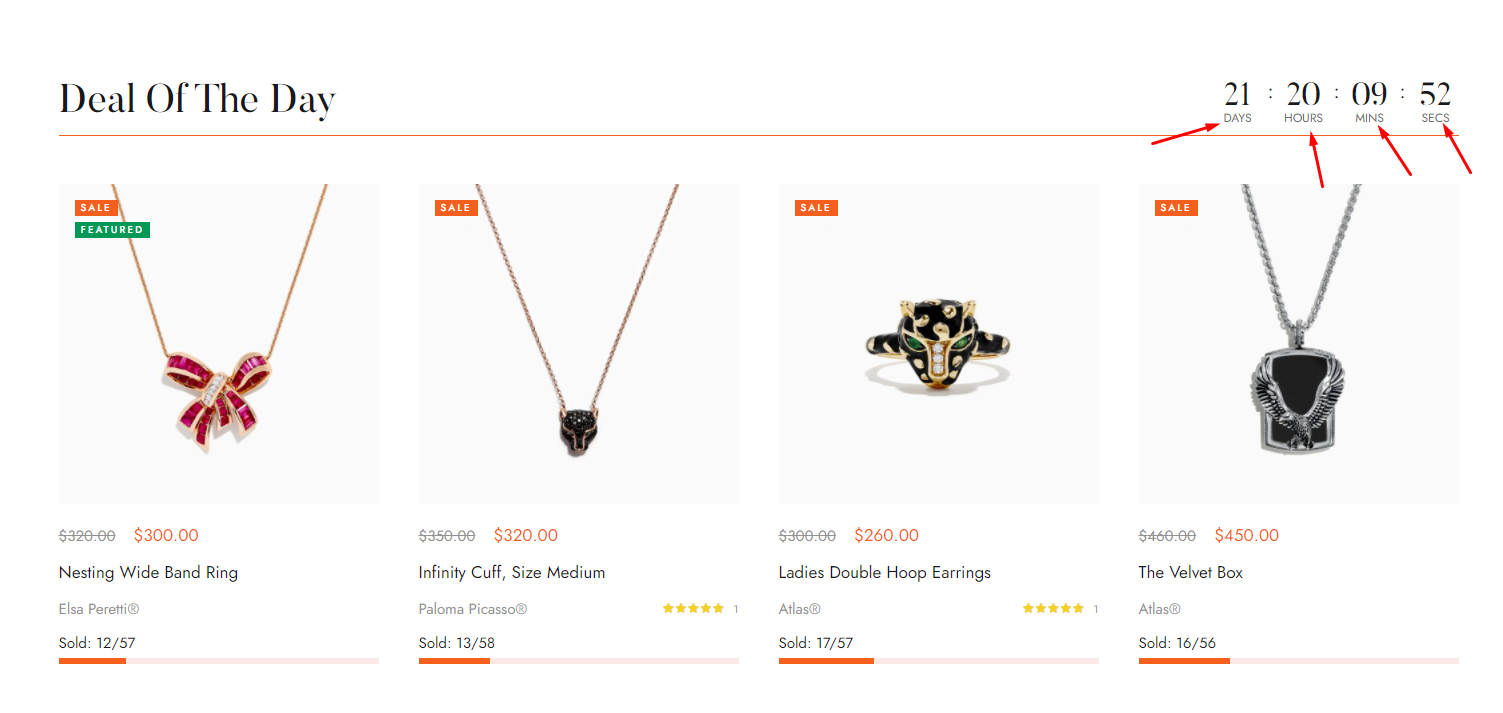 Deal Of The Day
21 : 20 : 09 : 52
DAYS HOURS MINS SECS
SALE
FEATURED
SALE
SALE
SALE
$320.00 $300.00
Nesting Wide Band Ring
Elsa Peretti®
Sold: 12/57
$350.00 $320.00
Infinity Cuff, Size Medium
Paloma Picasso® 1
Sold: 13/58
$300.00 $260.00
Ladies Double Hoop Earrings
Atlas® 1
Sold: 17/57
$460.00 $450.00
The Velvet Box
Atlas®
Sold: 16/56